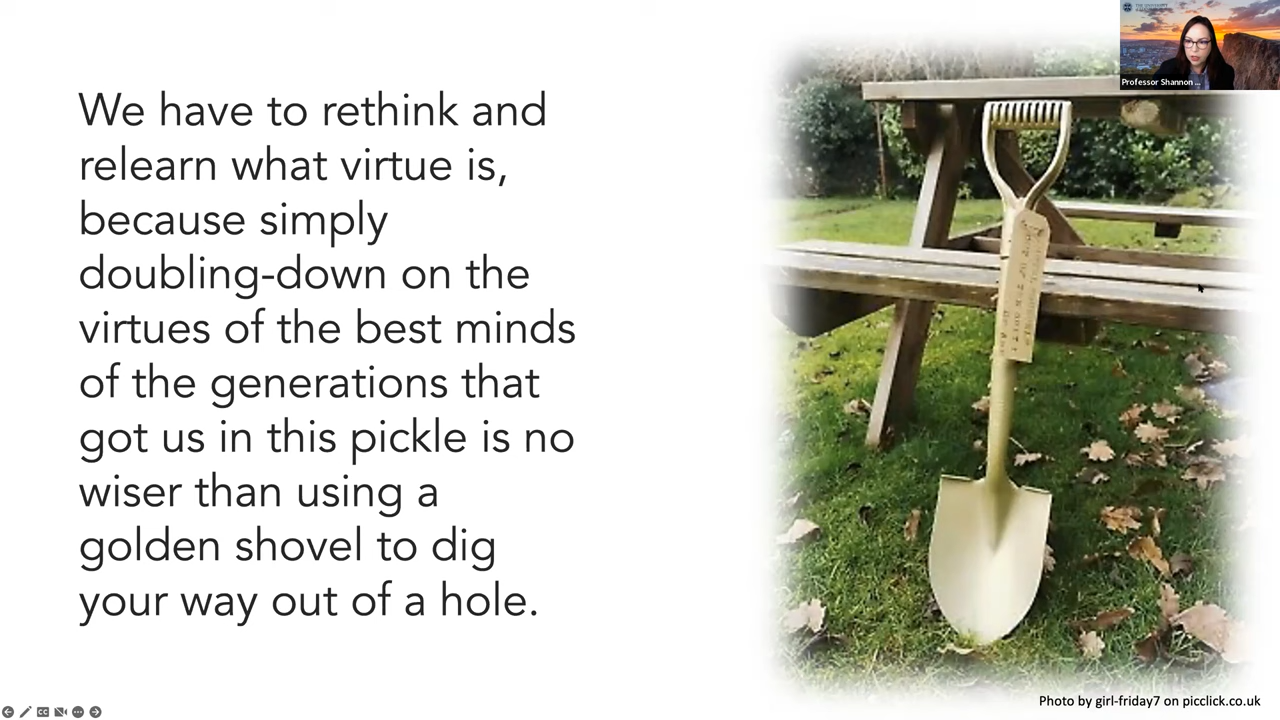 We have to rethink and
relearn what virtue is,
because simply
doubling-down on the
virtues of the best minds
of the generations that
got us in this pickle is no
wiser than using a
golden shovel to dig
your way out of a hole.
Professor Shannon ...
Photo by girl-friday7 on picclick.co.uk